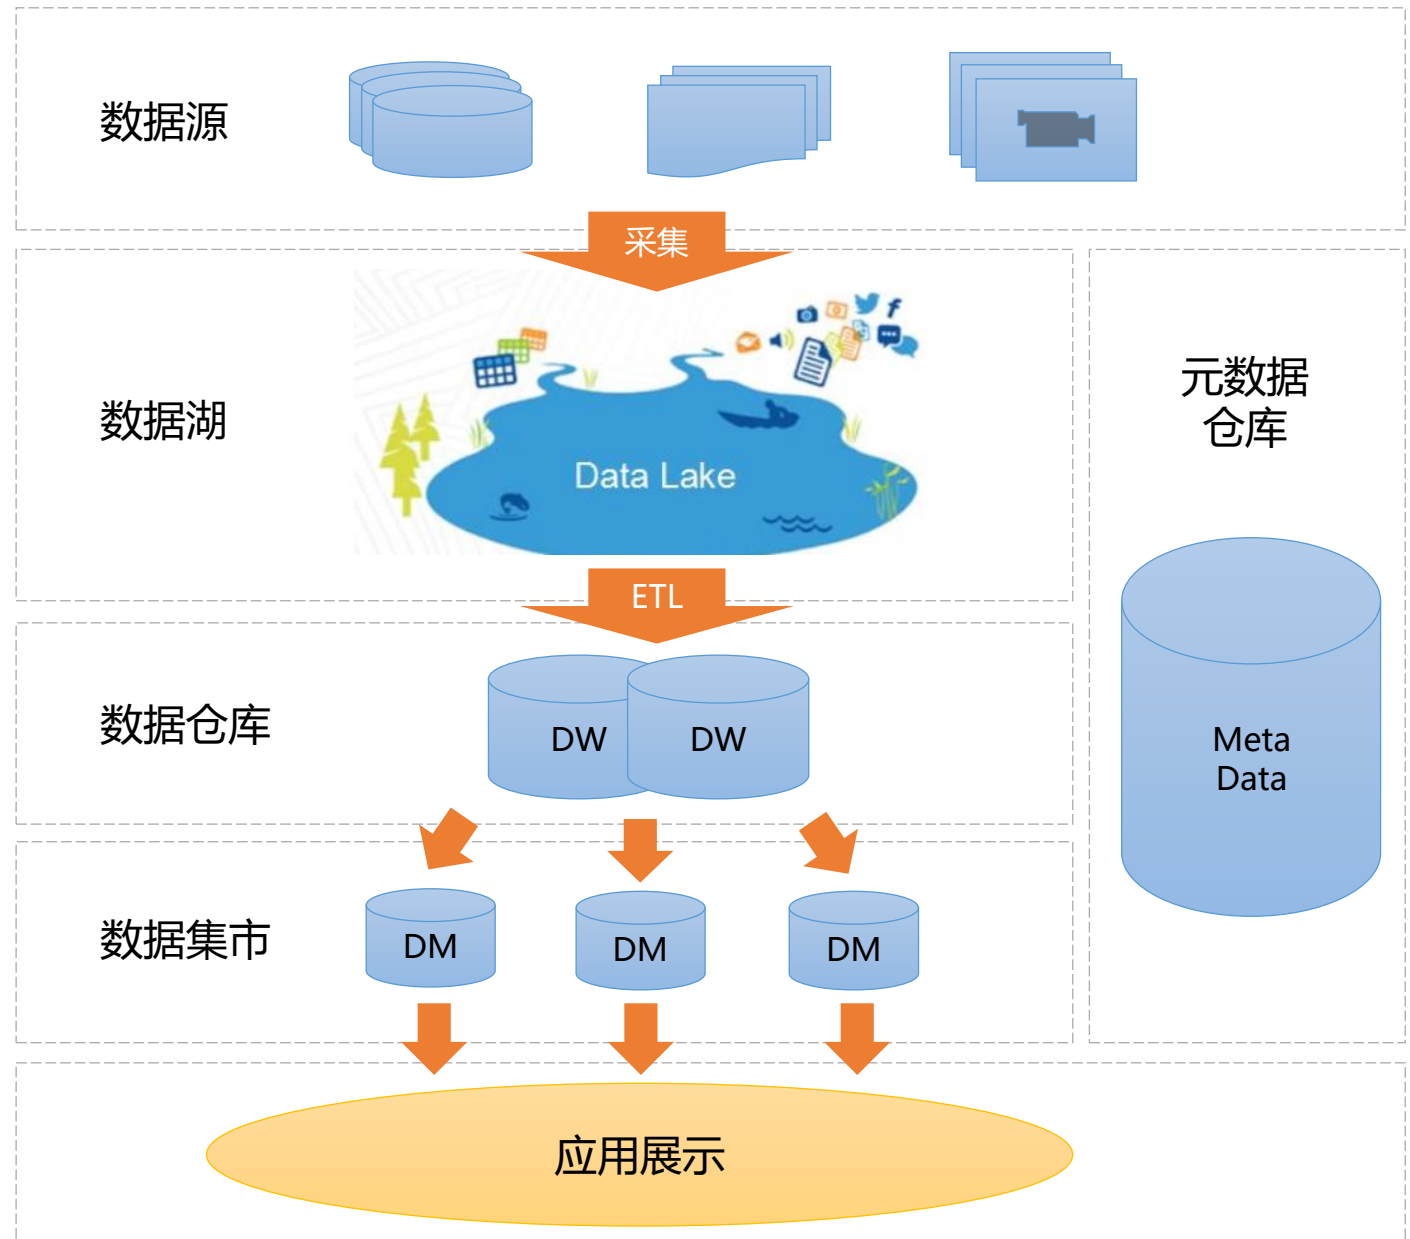 数据源
采集
数据湖
Data Lake
元数据
仓库
ETL
数据仓库
DW
DW
Meta
Data
数据集市
DM
DM
DM
应用展示